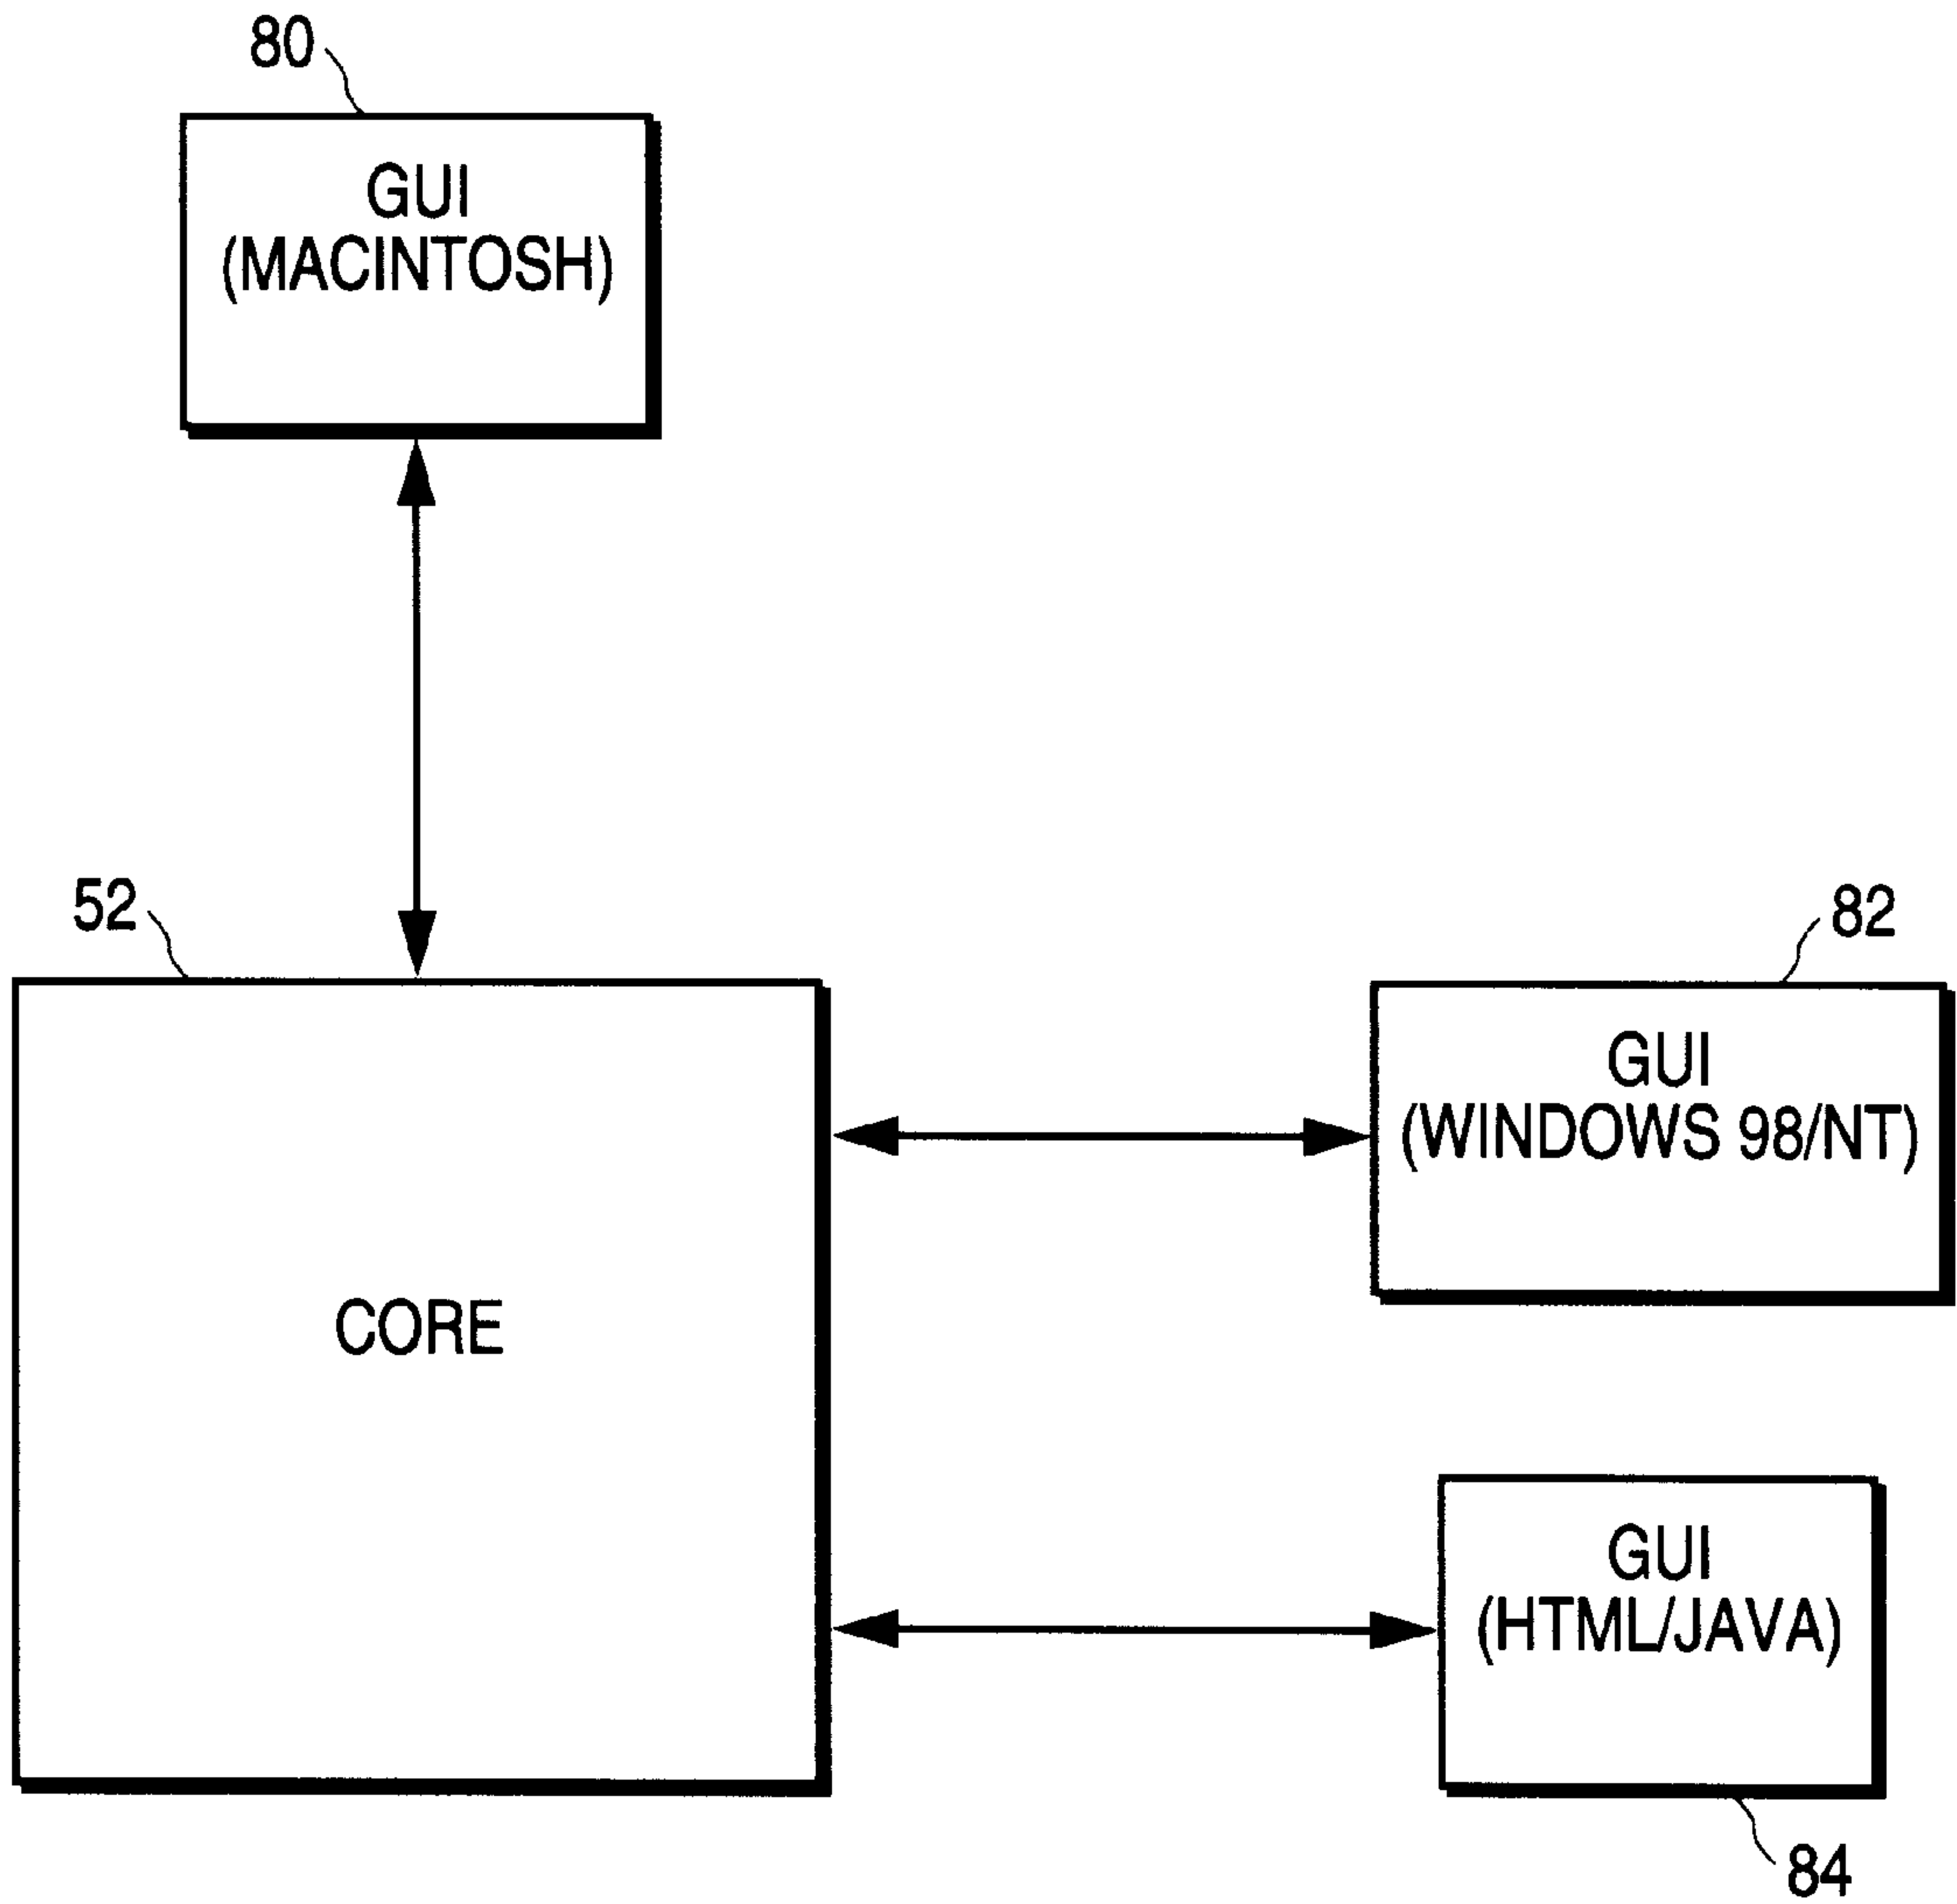 80
GUI
(MACINTOSH)
52
CORE
82
GUI
(WINDOWS 98/NT)
GUI
(HTML/JAVA)
84